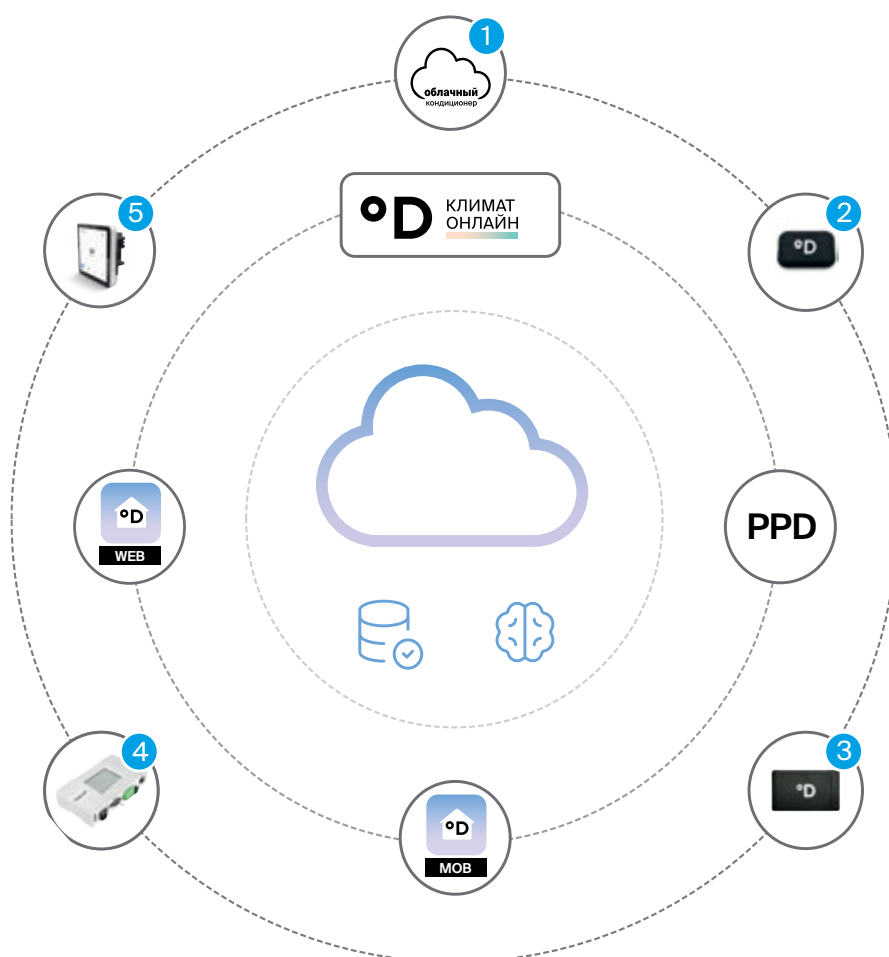 1
облачный
кондиционер
5
°D
КЛИМАТ
ОНЛАЙН
2
°D
°D
WEB
PPD
4
3
°D
°D
MOB